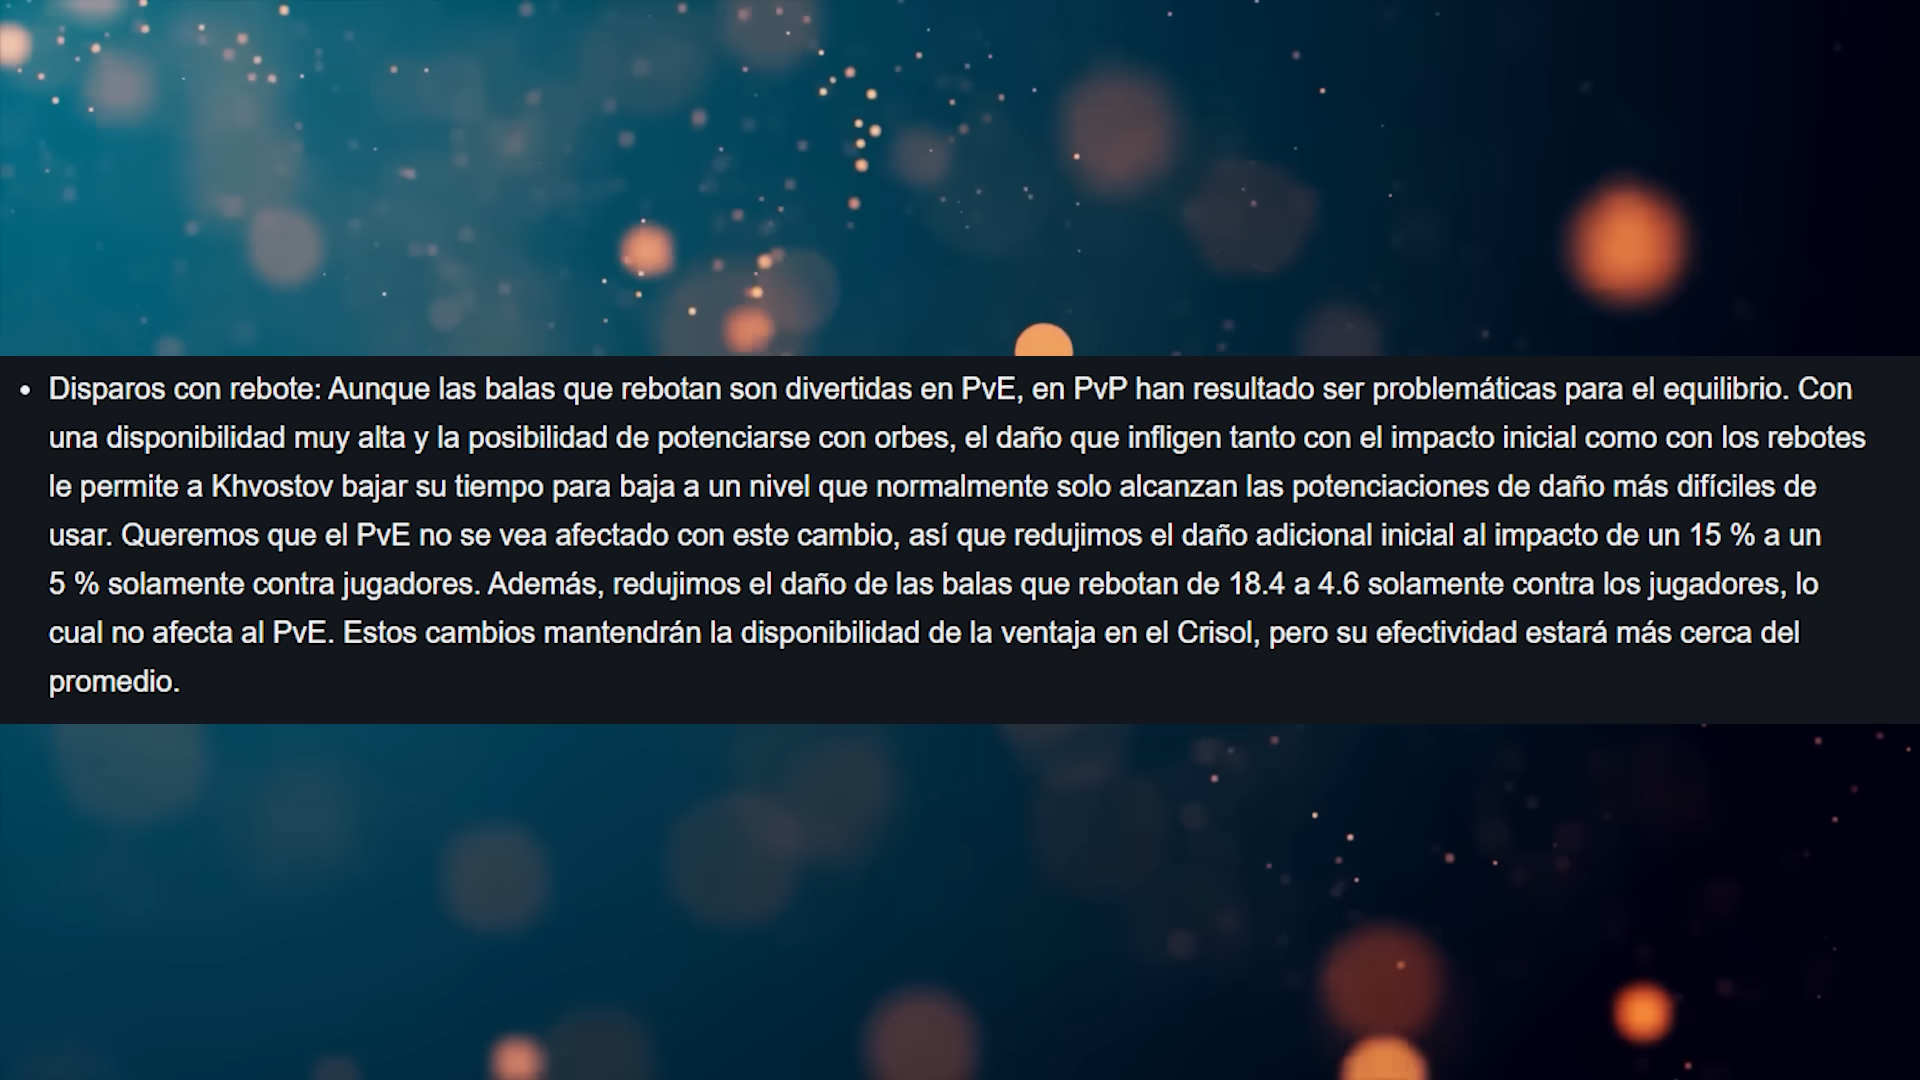 • Disparos con rebote: Aunque las balas que rebotan son divertidas en PvE, en PvP han resultado ser problemáticas para el equilibrio. Con
una disponibilidad muy alta y la posibilidad de potenciarse con orbes, el daño que infligen tanto con el impacto inicial como con los rebotes
le permite a Khvostov bajar su tiempo para baja a un nivel que normalmente solo alcanzan las potenciaciones de daño más difíciles de
usar. Queremos que el PvE no se vea afectado con este cambio, así que redujimos el daño adicional inicial al impacto de un 15 % a un
5 % solamente contra jugadores. Además, redujimos el daño de las balas que rebotan de 18.4 a 4.6 solamente contra los jugadores, lo
cual no afecta al PvE. Estos cambios mantendrán la disponibilidad de la ventaja en el Crisol, pero su efectividad estará más cerca del
promedio.